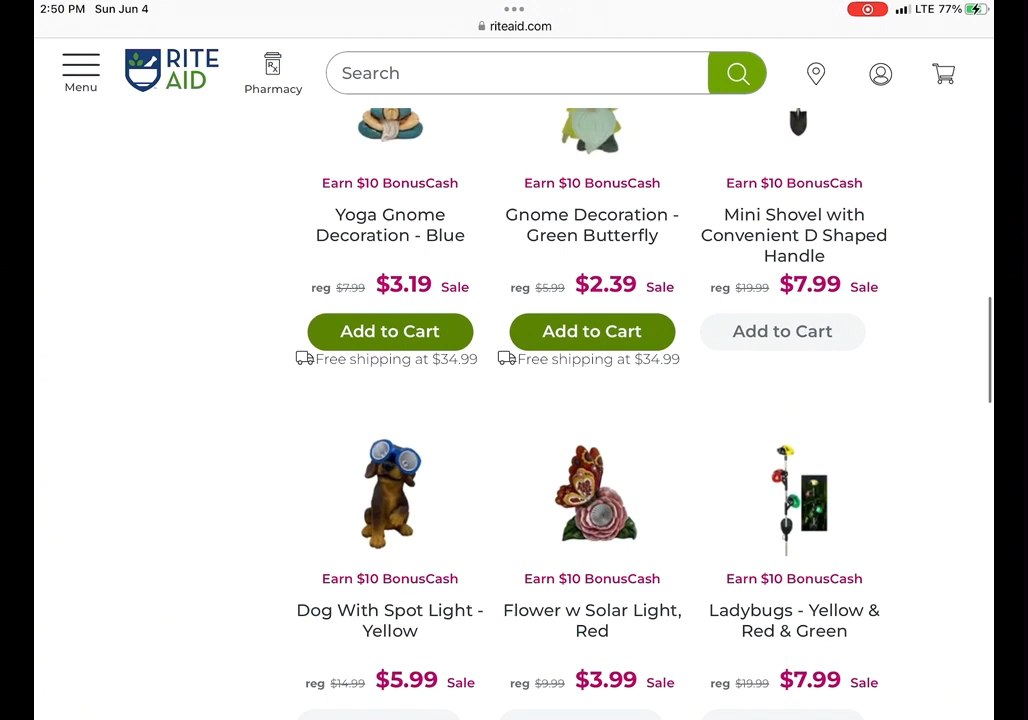 2:50 PM Sun Jun 4
LTE 77%
riteaid.com
Menu
RITE
AID
Rx
Pharmacy
Search
Earn $10 BonusCash
Earn $10 BonusCash
Earn $10 BonusCash
Yoga Gnome
Decoration - Blue
Gnome Decoration -
Green Butterfly
Mini Shovel with
Convenient D Shaped
Handle
reg $7.99 $3.19 Sale
reg $5.99 $2.39 Sale
reg $19.99 $7.99 Sale
Add to Cart
Add to Cart
Add to Cart
Free shipping at $34.99
Free shipping at $34.99
Earn $10 BonusCash
Earn $10 BonusCash
Earn $10 BonusCash
Dog With Spot Light -
Yellow
Flower w Solar Light,
Red
Ladybugs - Yellow &
Red & Green
reg $14.99 $5.99 Sale
reg $9.99 $3.99 Sale
reg $19.99 $7.99 Sale